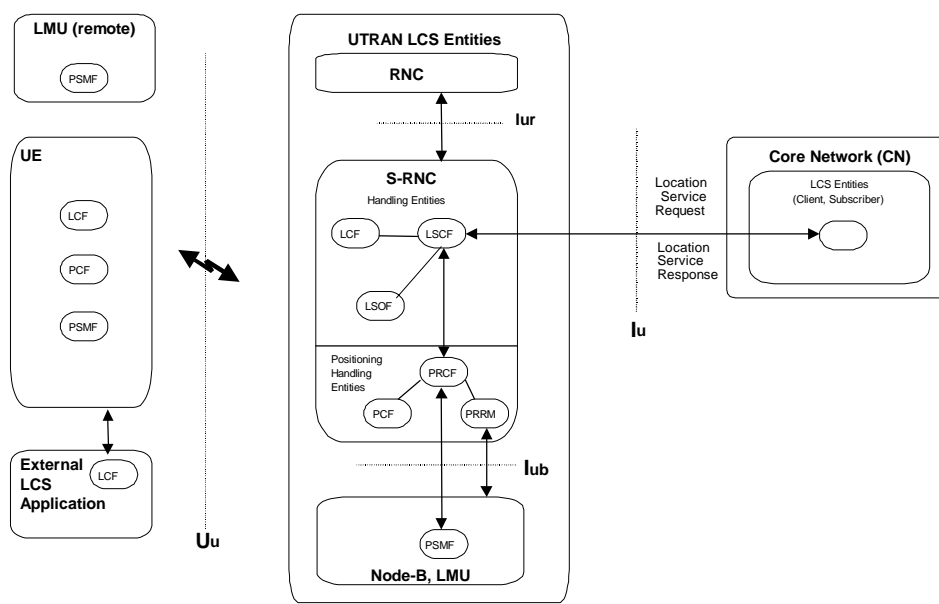 LMU (remote)
PSMF
UE
LCF
PCF
PSMF
External
LCS
Application
LCF
Uu
UTRAN LCS Entities
RNC
Iur
S-RNC
Handling Entities
LCF
LSCF
LSOF
Positioning
Handling
Entities
PRCF
PCF
PRRM
Iub
PSMF
Node-B, LMU
Location
Service
Request
Location
Service
Response
Iu
Core Network (CN)
LCS Entities
(Client, Subscriber)